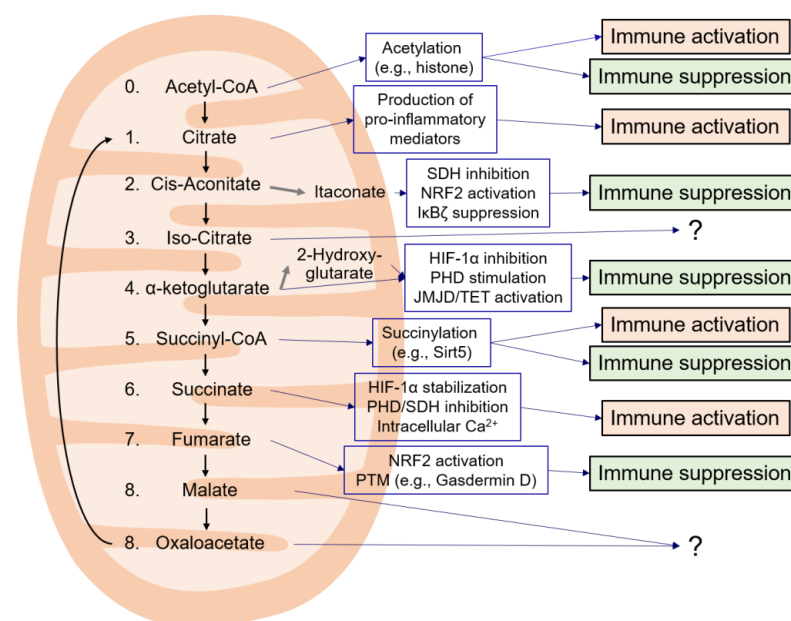 Acetylation
(e.g., histone)
Immune activation
Immune suppression
0. Acetyl-CoA
Production of
pro-inflammatory
mediators
Immune activation
1. Citrate
2. Cis-Aconitate
Itaconate
SDH inhibition
NRF2 activation
IκBζ suppression
Immune suppression
3. Iso-Citrate
?
2-Hydroxy-
glutarate
4. α-ketoglutarate
HIF-1α inhibition
PHD stimulation
JMJD/TET activation
Immune suppression
5. Succinyl-CoA
Succinylation
(e.g., Sirt5)
Immune activation
Immune suppression
6. Succinate
HIF-1α stabilization
PHD/SDH inhibition
Intracellular Ca²⁺
Immune activation
7. Fumarate
NRF2 activation
PTM (e.g., Gasdermin D)
Immune suppression
8. Malate
8. Oxaloacetate
?